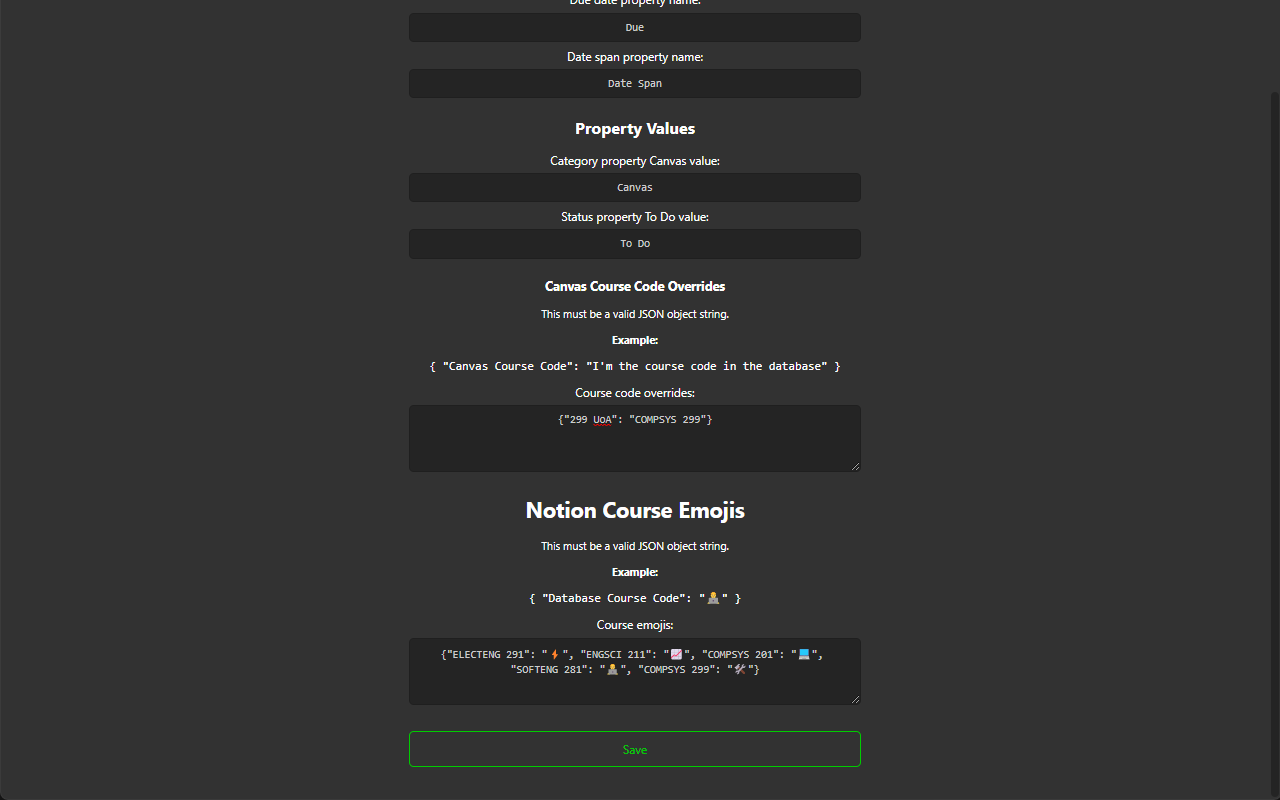 Due date property name:
Due
Date span property name:
Date Span
Property Values
Category property Canvas value:
Canvas
Status property To Do value:
To Do
Canvas Course Code Overrides
This must be a valid JSON object string.
Example:
{ "Canvas Course Code": "I'm the course code in the database" }
Course code overrides:
{"299 UoA": "COMPSYS 299"}
Notion Course Emojis
This must be a valid JSON object string.
Example:
{ "Database Course Code": "👨‍💻" }
Course emojis:
{"ELECTENG 291": "⚡", "ENGSCI 211": "📈", "COMPSYS 201": "💻",
"SOFTENG 281": "👨‍💻", "COMPSYS 299": "🛠"}
Save